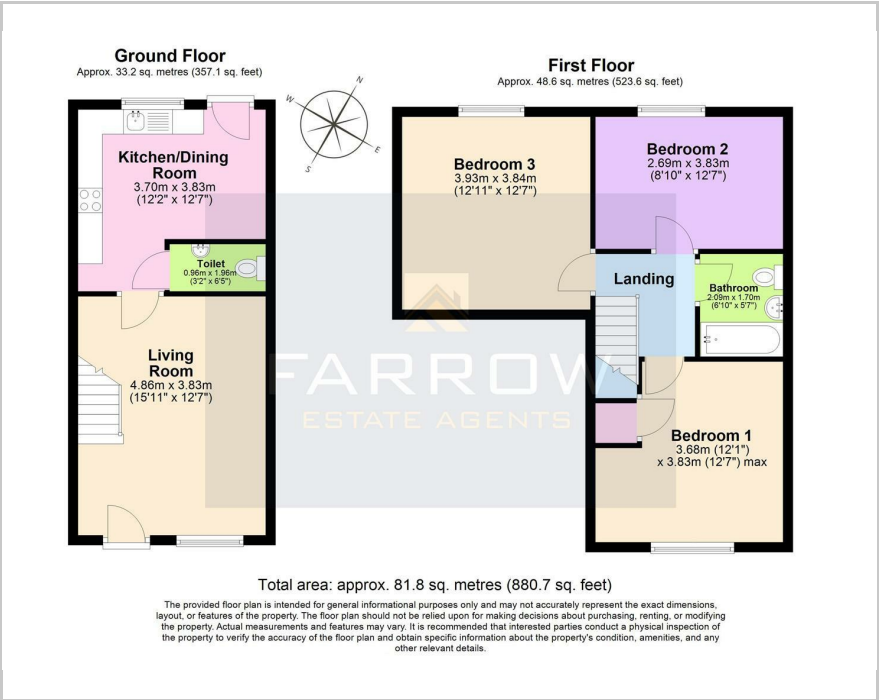 Ground Floor
Approx. 33.2 sq. metres (357.1 sq. feet)
Kitchen/Dining
Room
3.70m x 3.83m
(12'2" x 12'7")
Toilet
0.96m x 1.96m
(3'2" x 6'5")
Living
Room
4.86m x 3.83m
(15'11" x 12'7")
N
W
E
S
First Floor
Approx. 48.6 sq. metres (523.6 sq. feet)
Bedroom 3
3.93m x 3.84m
(12'11" x 12'7")
Bedroom 2
2.69m x 3.83m
(8'10" x 12'7")
Landing
Bathroom
2.09m x 1.70m
(6'10" x 5'7")
Bedroom 1
3.68m (12'1")
x 3.83m (12'7") max
FARROW
ESTATE AGENTS
Total area: approx. 81.8 sq. metres (880.7 sq. feet)
The provided floor plan is intended for general informational purposes only and may not accurately represent the exact dimensions,
layout, or features of the property. The floor plan should not be relied upon for making decisions about purchasing, renting, or modifying
the property. Actual measurements and features may vary. It is recommended that interested parties conduct a physical inspection of
the property to verify the accuracy of the floor plan and obtain specific information about the property's condition, amenities, and any
other relevant details.